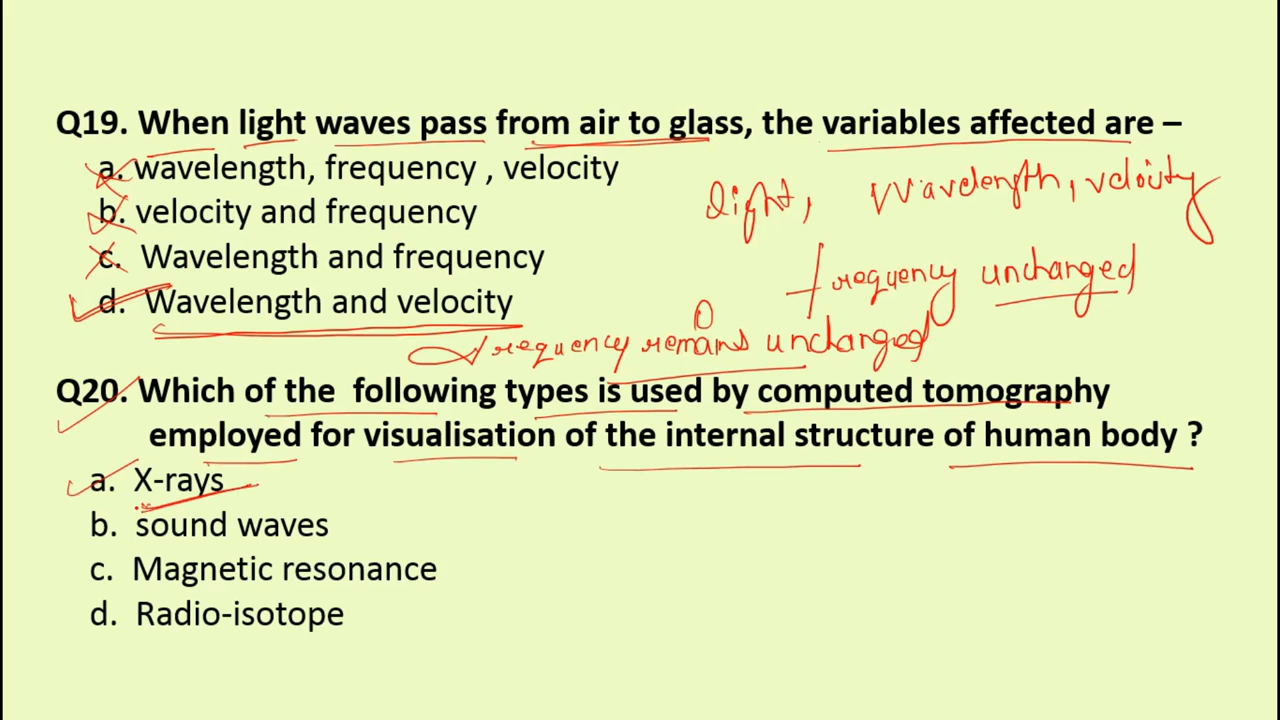 Q19. When light waves pass from air to glass, the variables affected are –
a. wavelength, frequency , velocity
b. velocity and frequency
c. Wavelength and frequency
d. Wavelength and velocity
light, Wavelength, velocity
frequency unchanged
frequency remains unchanged
Q20. Which of the following types is used by computed tomography
employed for visualisation of the internal structure of human body ?
a. X-rays
b. sound waves
c. Magnetic resonance
d. Radio-isotope